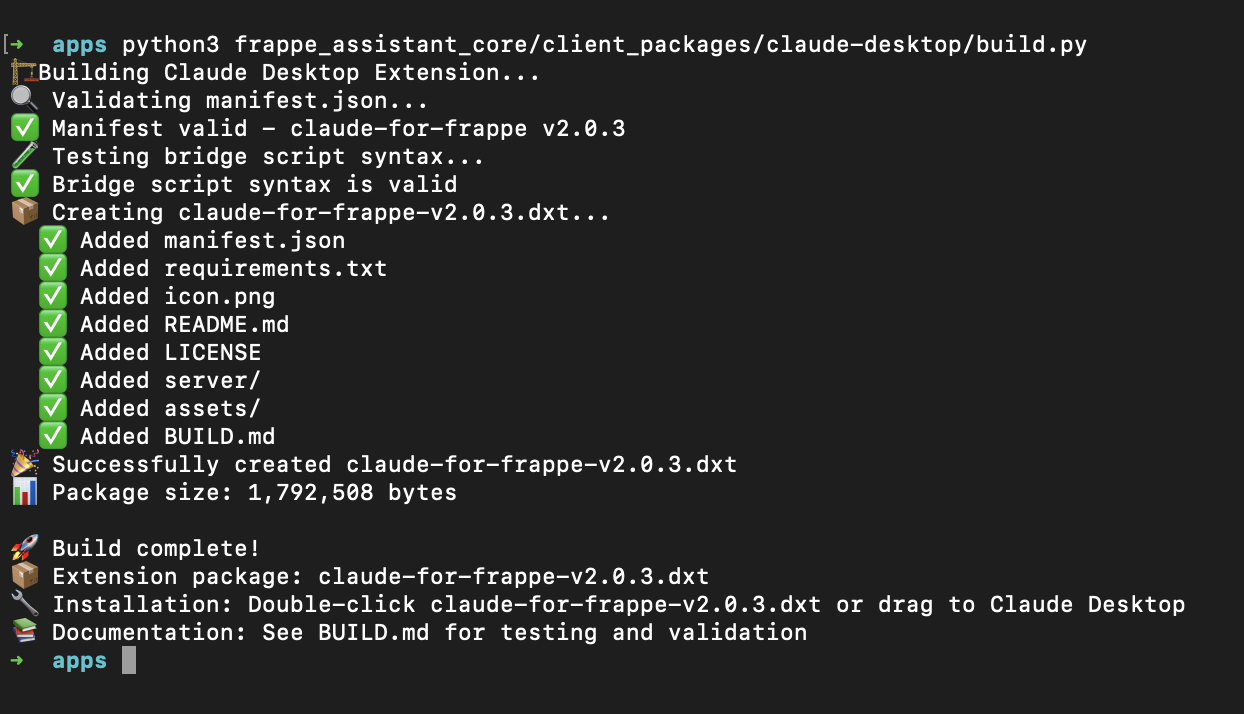 [➜ apps python3 frappe_assistant_core/client_packages/claude-desktop/build.py
🏗️Building Claude Desktop Extension...
🔍 Validating manifest.json...
✅ Manifest valid - claude-for-frappe v2.0.3
🧪 Testing bridge script syntax...
✅ Bridge script syntax is valid
📦 Creating claude-for-frappe-v2.0.3.dxt...
✅ Added manifest.json
✅ Added requirements.txt
✅ Added icon.png
✅ Added README.md
✅ Added LICENSE
✅ Added server/
✅ Added assets/
✅ Added BUILD.md
🎉 Successfully created claude-for-frappe-v2.0.3.dxt
📊 Package size: 1,792,508 bytes
🚀 Build complete!
📦 Extension package: claude-for-frappe-v2.0.3.dxt
🔧 Installation: Double-click claude-for-frappe-v2.0.3.dxt or drag to Claude Desktop
📚 Documentation: See BUILD.md for testing and validation
➜ apps